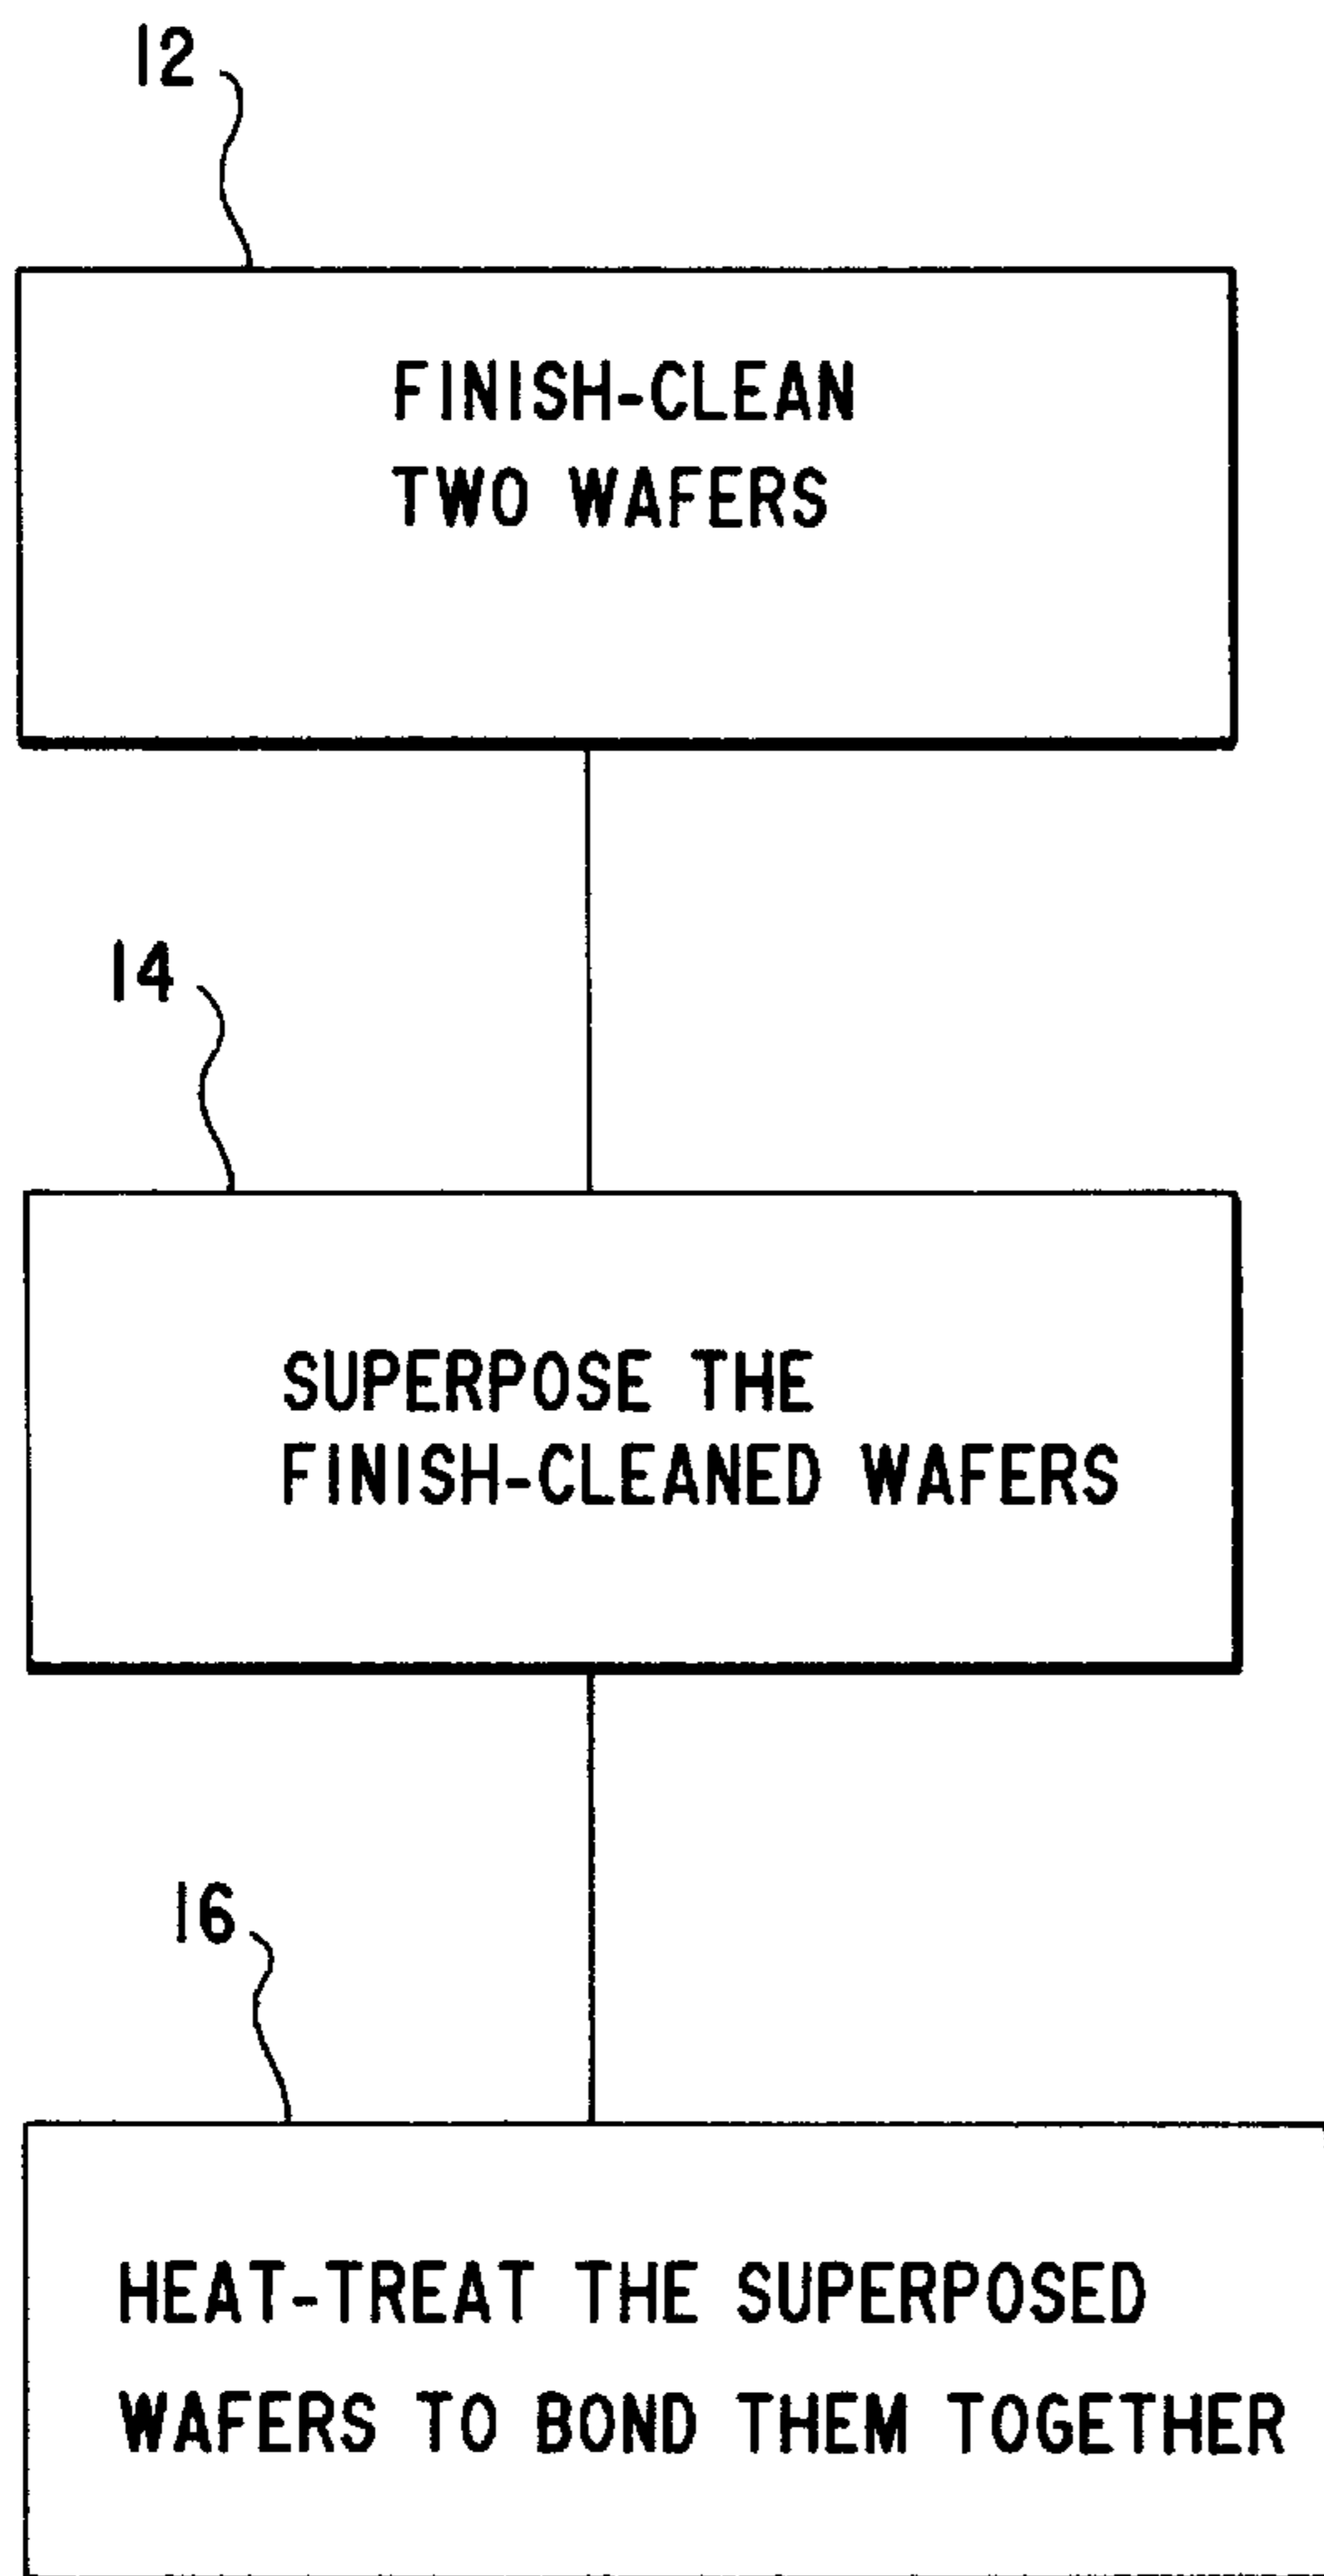 12
FINISH-CLEAN
TWO WAFERS
14
SUPERPOSE THE
FINISH-CLEANED WAFERS
16
HEAT-TREAT THE SUPERPOSED
WAFERS TO BOND THEM TOGETHER